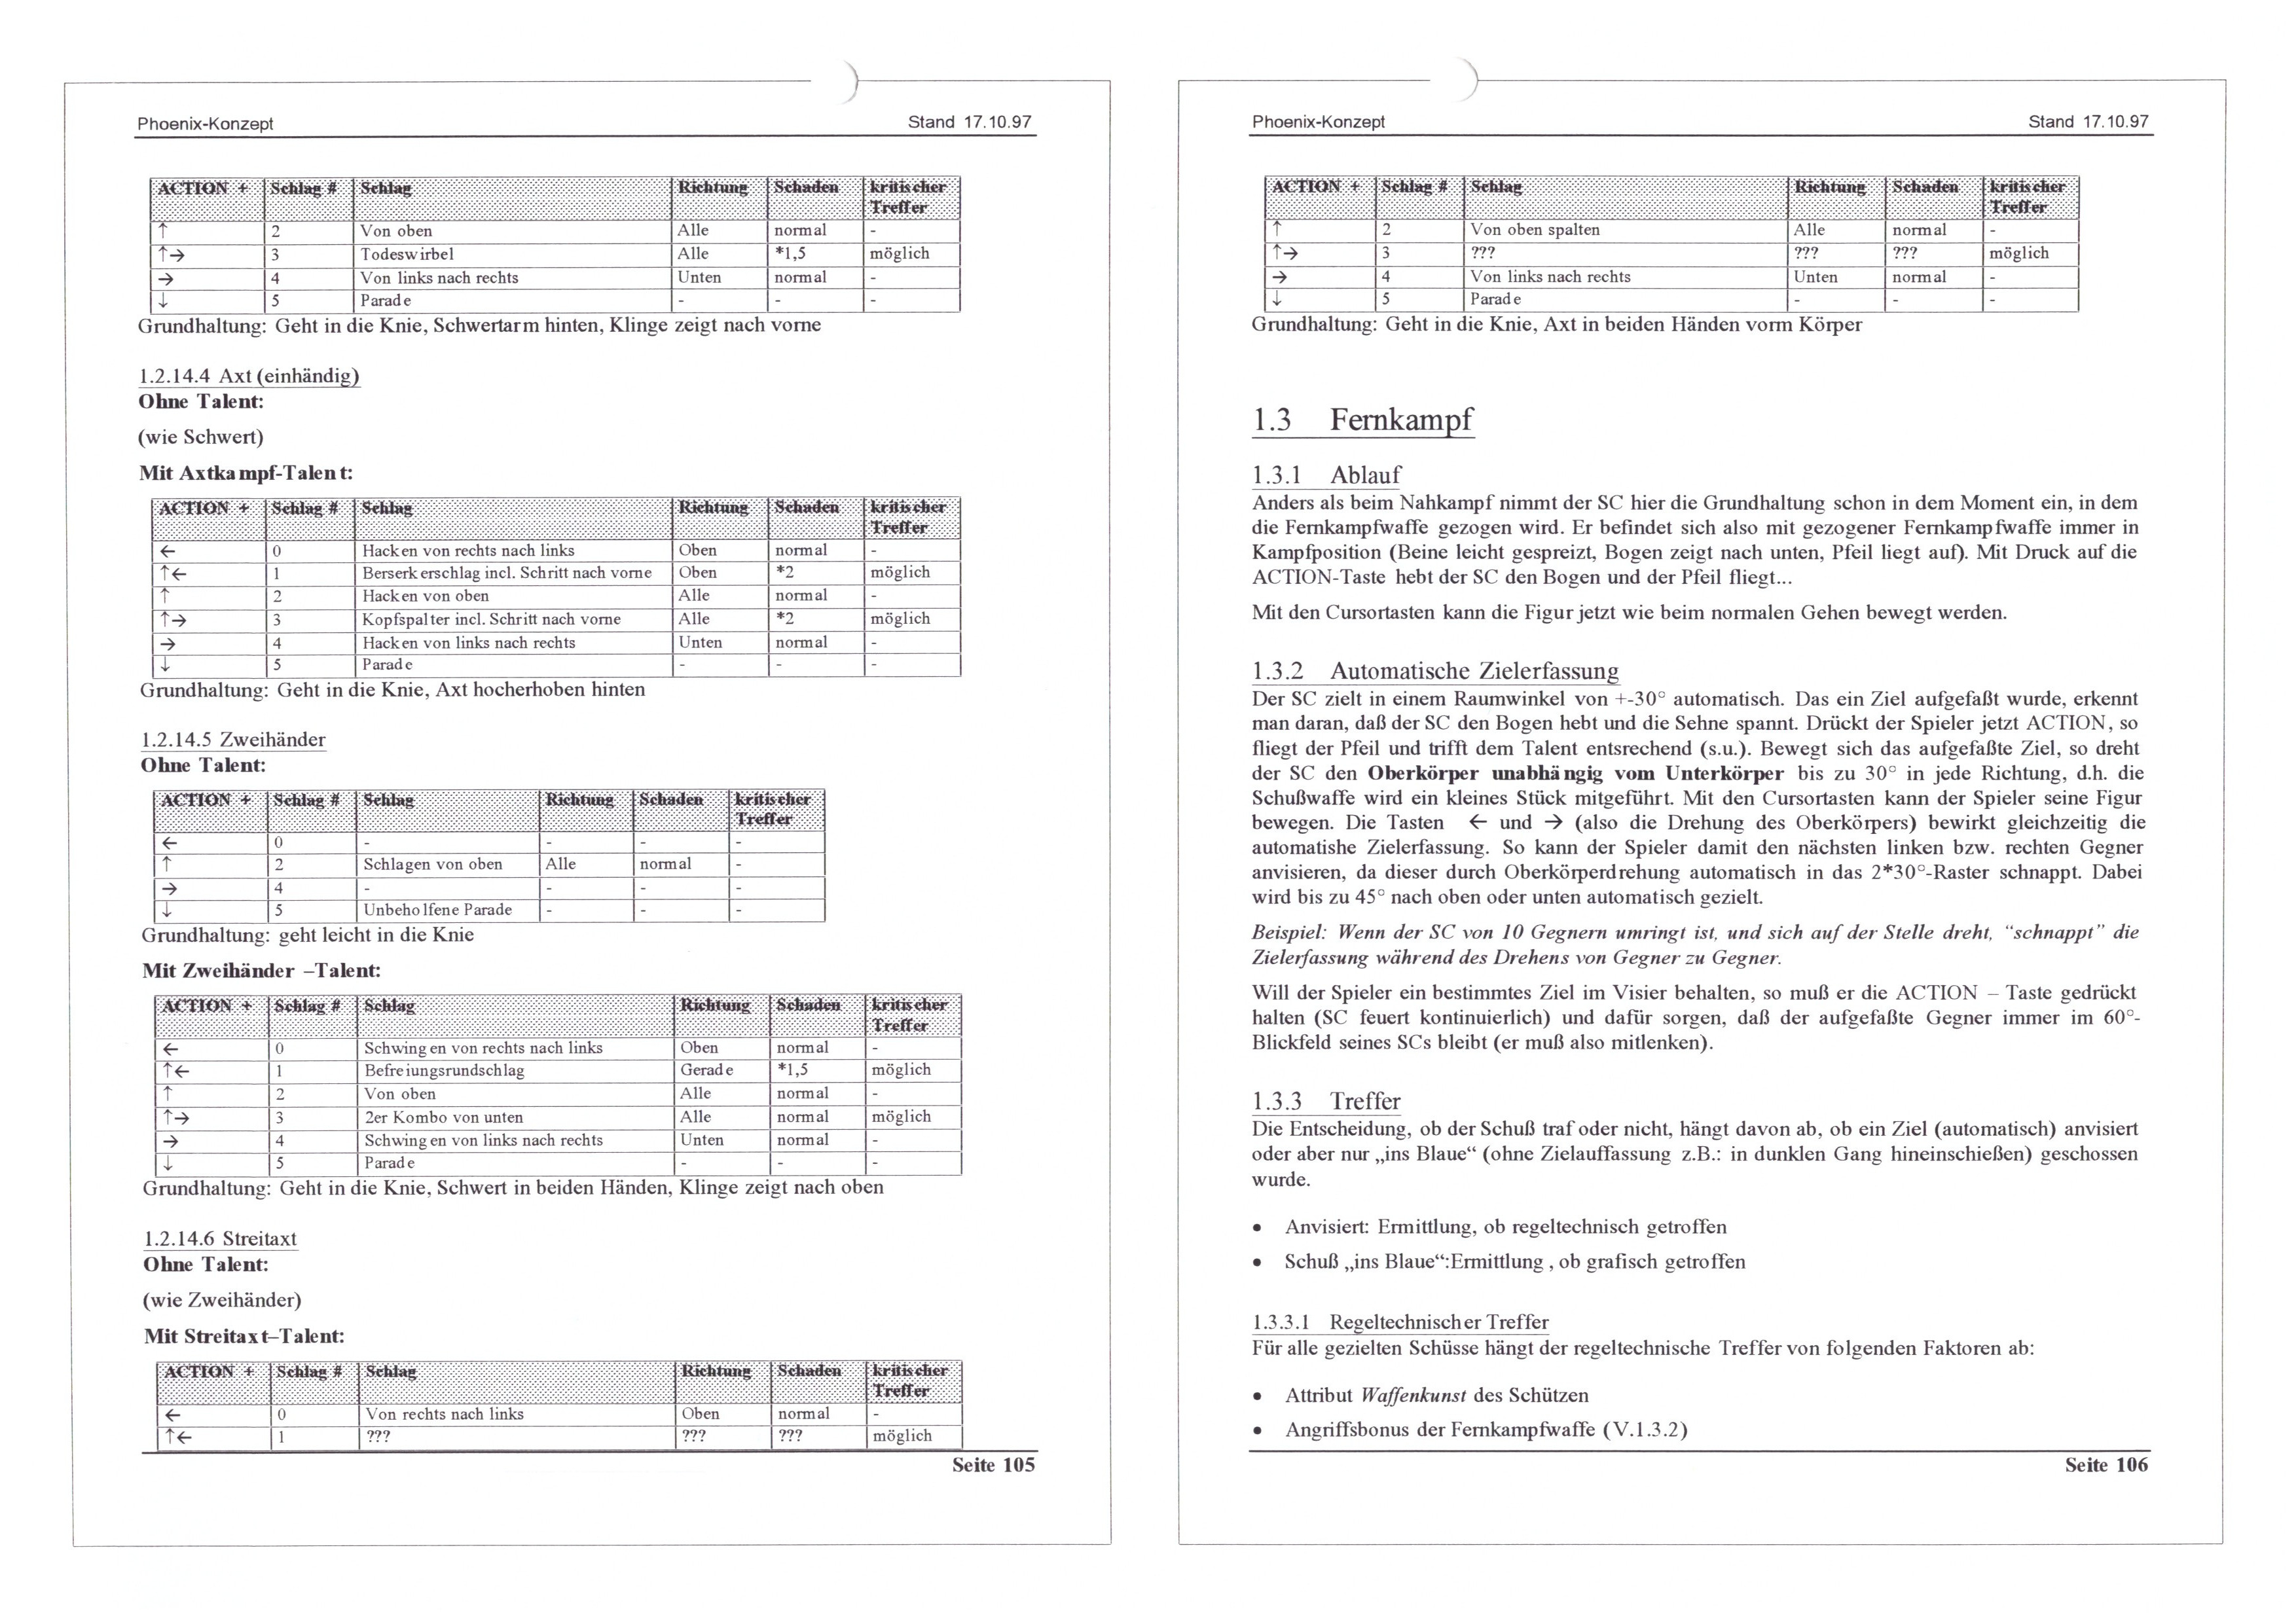 Phoenix-Konzept Stand 17.10.97
ACTION + Schlag # Schlag Richtung Schaden kritischer Treffer
↑ 2 Von oben Alle normal -
↑→ 3 Todeswirbel Alle *1,5 möglich
→ 4 Von links nach rechts Unten normal -
↓ 5 Parade - - -
Grundhaltung: Geht in die Knie, Schwertarm hinten, Klinge zeigt nach vorne
1.2.14.4 Axt (einhändig)
Ohne Talent:
(wie Schwert)
Mit Axtkampf-Talent:
ACTION + Schlag # Schlag Richtung Schaden kritischer Treffer
← 0 Hacken von rechts nach links Oben normal -
↑← 1 Berserkerschlag incl. Schritt nach vorne Oben *2 möglich
↑ 2 Hacken von oben Alle normal -
↑→ 3 Kopfspalter incl. Schritt nach vorne Alle *2 möglich
→ 4 Hacken von links nach rechts Unten normal -
↓ 5 Parade - - -
Grundhaltung: Geht in die Knie, Axt hocherhoben hinten
1.2.14.5 Zweihänder
Ohne Talent:
ACTION + Schlag # Schlag Richtung Schaden kritischer Treffer
← 0 - - - -
↑ 2 Schlagen von oben Alle normal -
→ 4 - - - -
↓ 5 Unbeholfene Parade - - -
Grundhaltung: geht leicht in die Knie
Mit Zweihänder –Talent:
ACTION + Schlag # Schlag Richtung Schaden kritischer Treffer
← 0 Schwingen von rechts nach links Oben normal -
↑← 1 Befreiungsrundschlag Gerade *1,5 möglich
↑ 2 Von oben Alle normal -
↑→ 3 2er Kombo von unten Alle normal möglich
→ 4 Schwingen von links nach rechts Unten normal -
↓ 5 Parade - - -
Grundhaltung: Geht in die Knie, Schwert in beiden Händen, Klinge zeigt nach oben
1.2.14.6 Streitaxt
Ohne Talent:
(wie Zweihänder)
Mit Streitaxt–Talent:
ACTION + Schlag # Schlag Richtung Schaden kritischer Treffer
← 0 Von rechts nach links Oben normal -
↑← 1 ??? ??? ??? möglich
Seite 105
Phoenix-Konzept Stand 17.10.97
ACTION + Schlag # Schlag Richtung Schaden kritischer Treffer
↑ 2 Von oben spalten Alle normal -
↑→ 3 ??? ??? ??? möglich
→ 4 Von links nach rechts Unten normal -
↓ 5 Parade - - -
Grundhaltung: Geht in die Knie, Axt in beiden Händen vorm Körper
1.3 Fernkampf
1.3.1 Ablauf
Anders als beim Nahkampf nimmt der SC hier die Grundhaltung schon in dem Moment ein, in dem
die Fernkampfwaffe gezogen wird. Er befindet sich also mit gezogener Fernkampfwaffe immer in
Kampfposition (Beine leicht gespreizt, Bogen zeigt nach unten, Pfeil liegt auf). Mit Druck auf die
ACTION-Taste hebt der SC den Bogen und der Pfeil fliegt...
Mit den Cursortasten kann die Figur jetzt wie beim normalen Gehen bewegt werden.
1.3.2 Automatische Zielerfassung
Der SC zielt in einem Raumwinkel von +-30° automatisch. Das ein Ziel aufgefaßt wurde, erkennt
man daran, daß der SC den Bogen hebt und die Sehne spannt. Drückt der Spieler jetzt ACTION, so
fliegt der Pfeil und trifft dem Talent entsrechend (s.u.). Bewegt sich das aufgefaßte Ziel, so dreht
der SC den Oberkörper unabhängig vom Unterkörper bis zu 30° in jede Richtung, d.h. die
Schußwaffe wird ein kleines Stück mitgeführt. Mit den Cursortasten kann der Spieler seine Figur
bewegen. Die Tasten ← und → (also die Drehung des Oberkörpers) bewirkt gleichzeitig die
automatishe Zielerfassung. So kann der Spieler damit den nächsten linken bzw. rechten Gegner
anvisieren, da dieser durch Oberkörperdrehung automatisch in das 2*30°-Raster schnappt. Dabei
wird bis zu 45° nach oben oder unten automatisch gezielt.
Beispiel: Wenn der SC von 10 Gegnern umringt ist, und sich auf der Stelle dreht, “schnappt” die
Zielerfassung während des Drehens von Gegner zu Gegner.
Will der Spieler ein bestimmtes Ziel im Visier behalten, so muß er die ACTION – Taste gedrückt
halten (SC feuert kontinuierlich) und dafür sorgen, daß der aufgefaßte Gegner immer im 60°-
Blickfeld seines SCs bleibt (er muß also mitlenken).
1.3.3 Treffer
Die Entscheidung, ob der Schuß traf oder nicht, hängt davon ab, ob ein Ziel (automatisch) anvisiert
oder aber nur „ins Blaue“ (ohne Zielauffassung z.B.: in dunklen Gang hineinschießen) geschossen
wurde.
• Anvisiert: Ermittlung, ob regeltechnisch getroffen
• Schuß „ins Blaue“:Ermittlung , ob grafisch getroffen
1.3.3.1 Regeltechnischer Treffer
Für alle gezielten Schüsse hängt der regeltechnische Treffer von folgenden Faktoren ab:
• Attribut Waffenkunst des Schützen
• Angriffsbonus der Fernkampfwaffe (V.1.3.2)
Seite 106